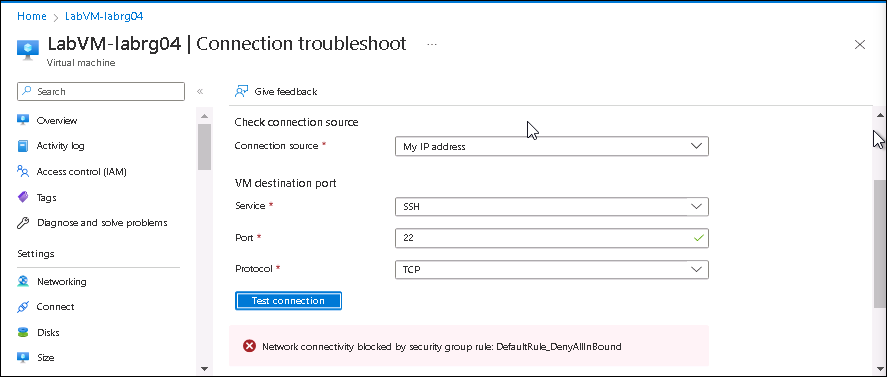 Home > LabVM-labrg04
LabVM-labrg04 | Connection troubleshoot ...
Virtual machine
Search «
Overview
Activity log
Access control (IAM)
Tags
Diagnose and solve problems
Settings
Networking
Connect
Disks
Size
Give feedback
Check connection source
Connection source * My IP address
VM destination port
Service * SSH
Port * 22
Protocol * TCP
Test connection
Network connectivity blocked by security group rule: DefaultRule_DenyAllInBound